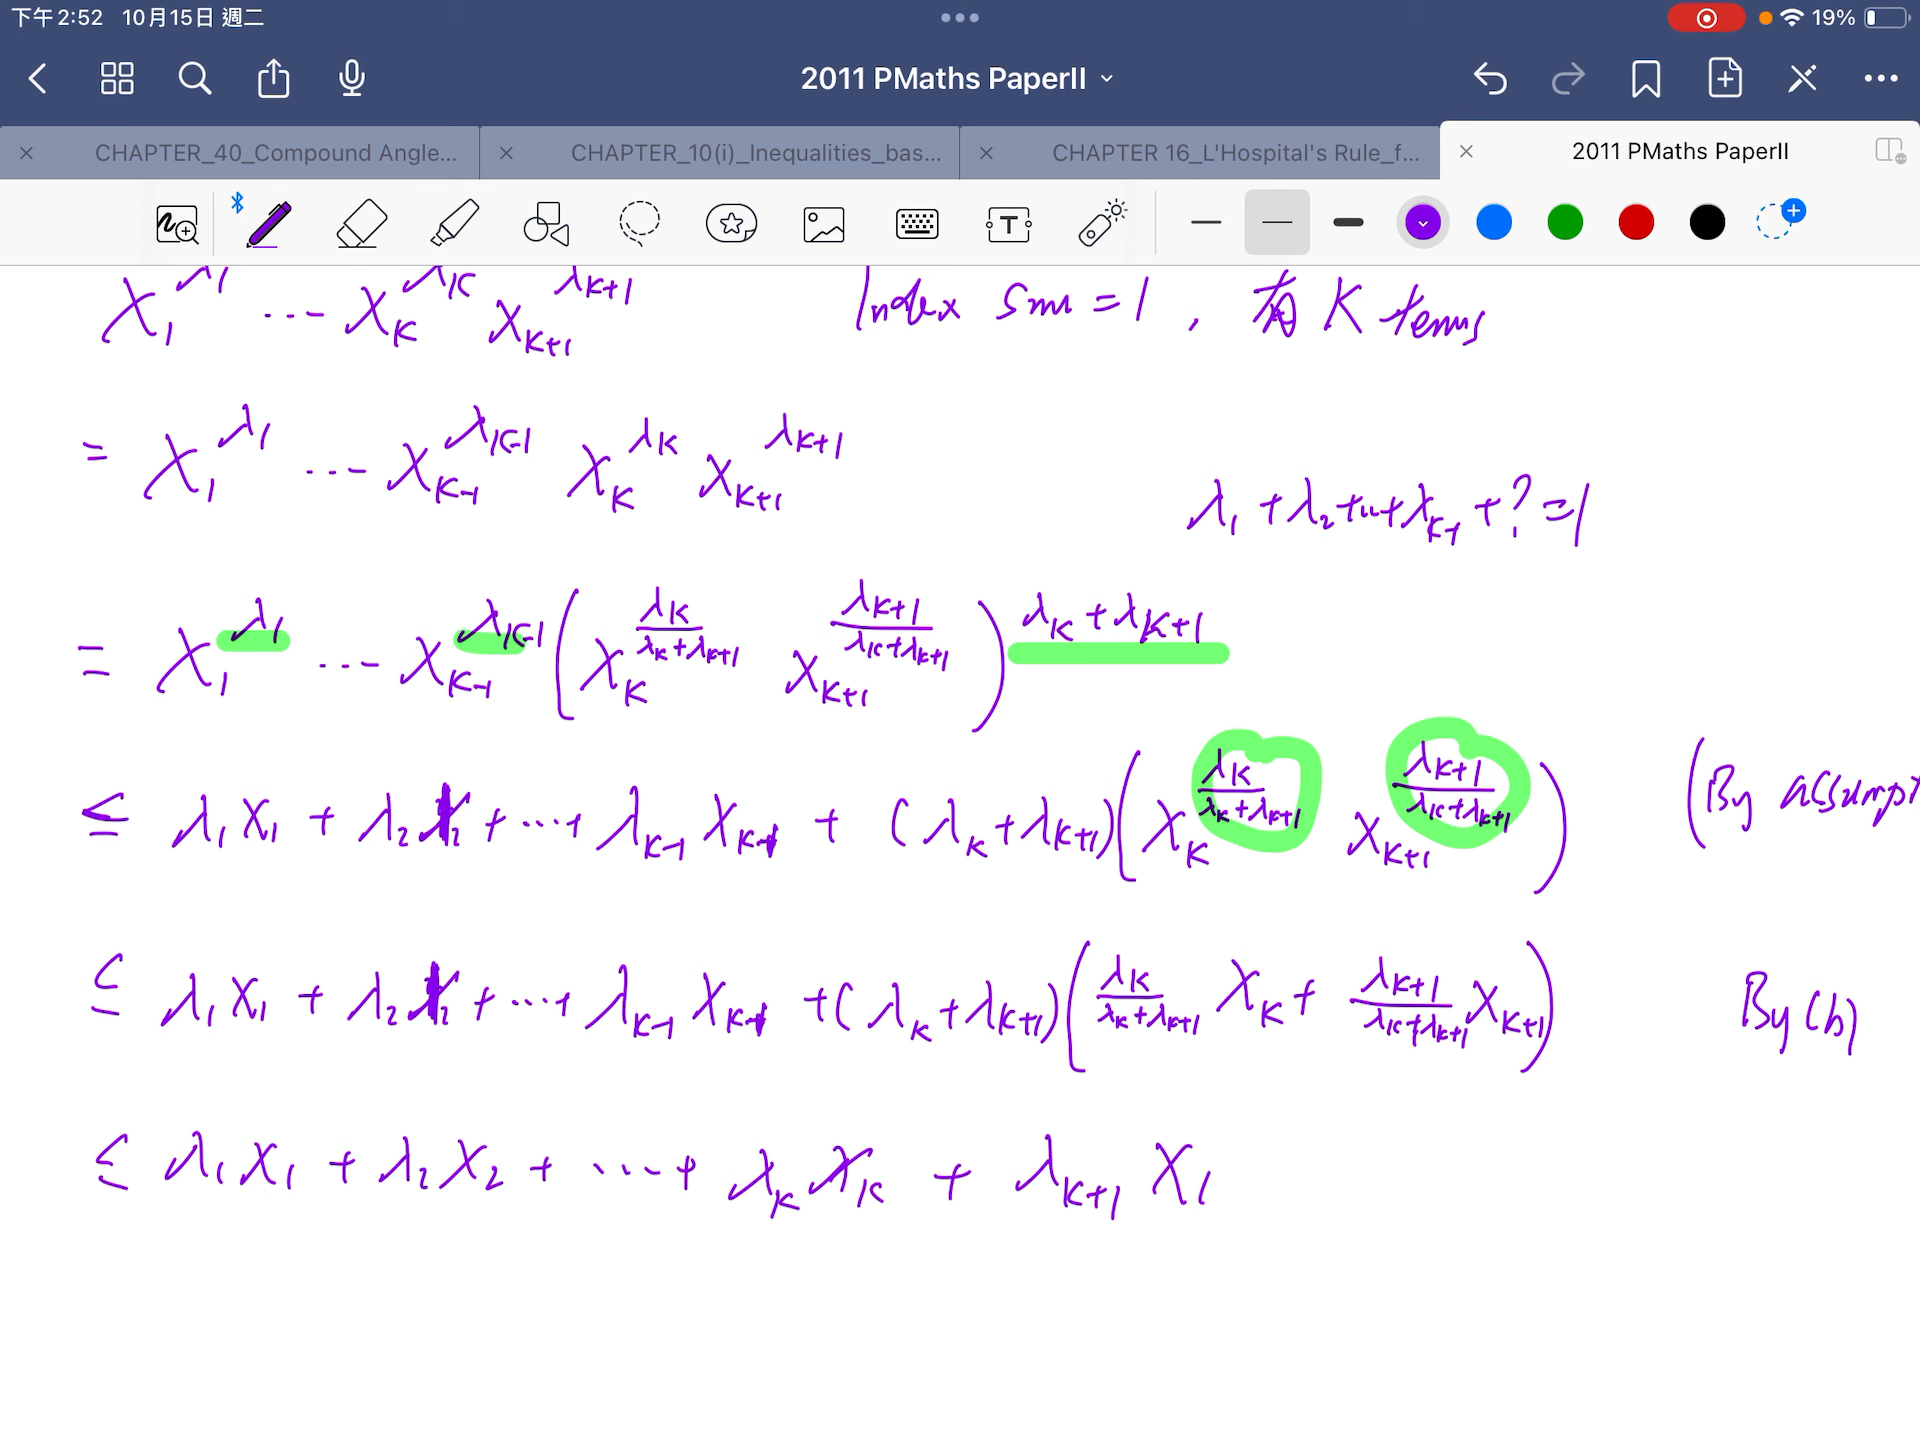 下午2:52 10月15日 週二 19%
2011 PMaths PaperII
CHAPTER_40_Compound Angle... CHAPTER_10(i)_Inequalities_bas... CHAPTER 16_L'Hospital's Rule_f... 2011 PMaths PaperII
T
X₁^λ₁ ... X_K^λ_K X_{K+1}^λ_{K+1} Index Sum = 1 , 有 K terms
= X₁^λ₁ ... X_{K-1}^λ_{K-1} X_K^λ_K X_{K+1}^λ_{K+1}
λ₁ + λ₂ + ... + λ_{K-1} + ? = 1
= X₁^λ₁ ... X_{K-1}^λ_{K-1} ( X_K^{λ_K/(λ_K+λ_{K+1})} X_{K+1}^{λ_{K+1}/(λ_K+λ_{K+1})} )^{λ_K+λ_{K+1}}
≤ λ₁X₁ + λ₂X₂ + ... + λ_{K-1}X_{K-1} + (λ_K+λ_{K+1})( X_K^{λ_K/(λ_K+λ_{K+1})} X_{K+1}^{λ_{K+1}/(λ_K+λ_{K+1})} ) (By assumpt
≤ λ₁X₁ + λ₂X₂ + ... + λ_{K-1}X_{K-1} + (λ_K+λ_{K+1})( λ_K/(λ_K+λ_{K+1}) X_K + λ_{K+1}/(λ_K+λ_{K+1}) X_{K+1} ) By (b)
≤ λ₁X₁ + λ₂X₂ + ... + λ_K X_K + λ_{K+1} X₁